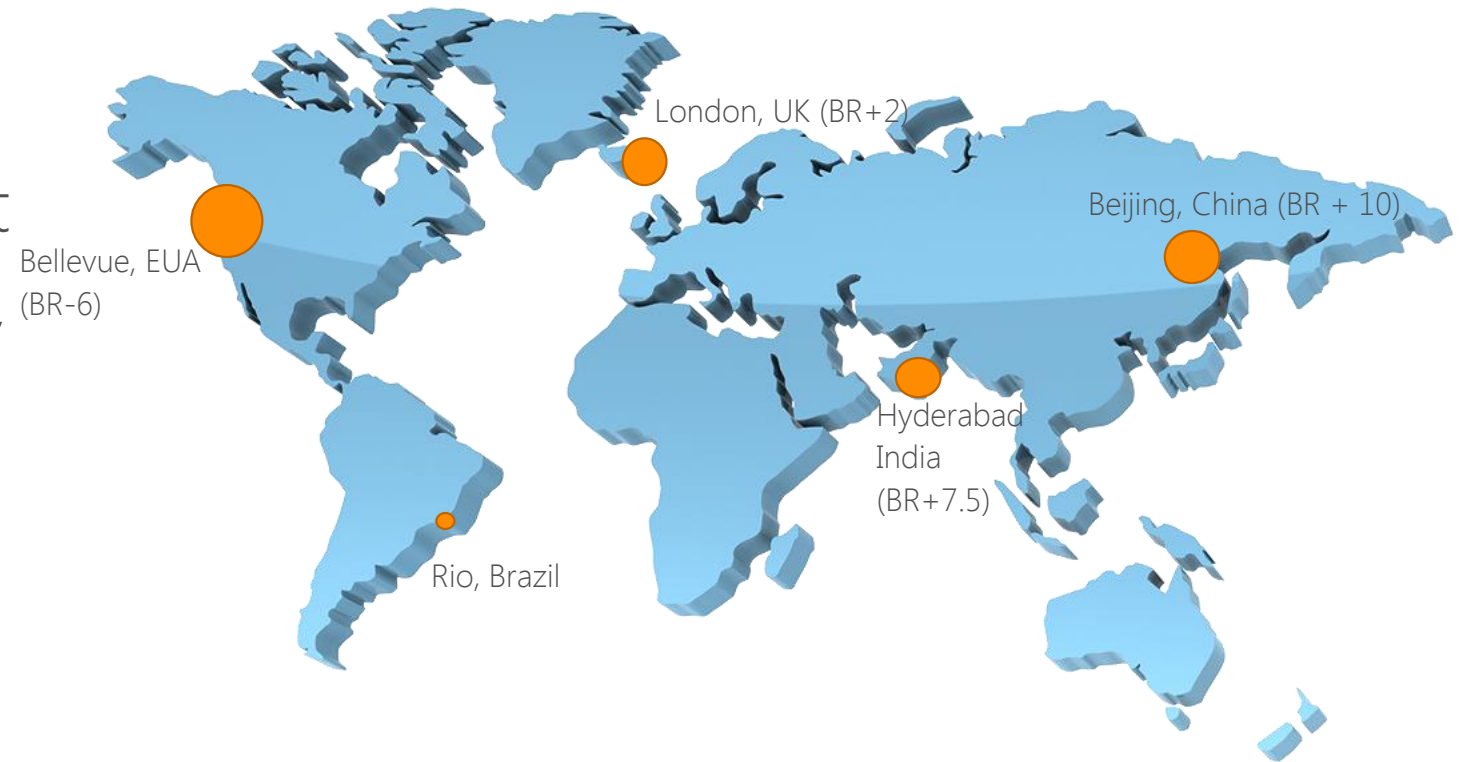 London, UK (BR+2)
Beijing, China (BR + 10)
Bellevue, EUA
(BR-6)
Hyderabad
India
(BR+7.5)
Rio, Brazil